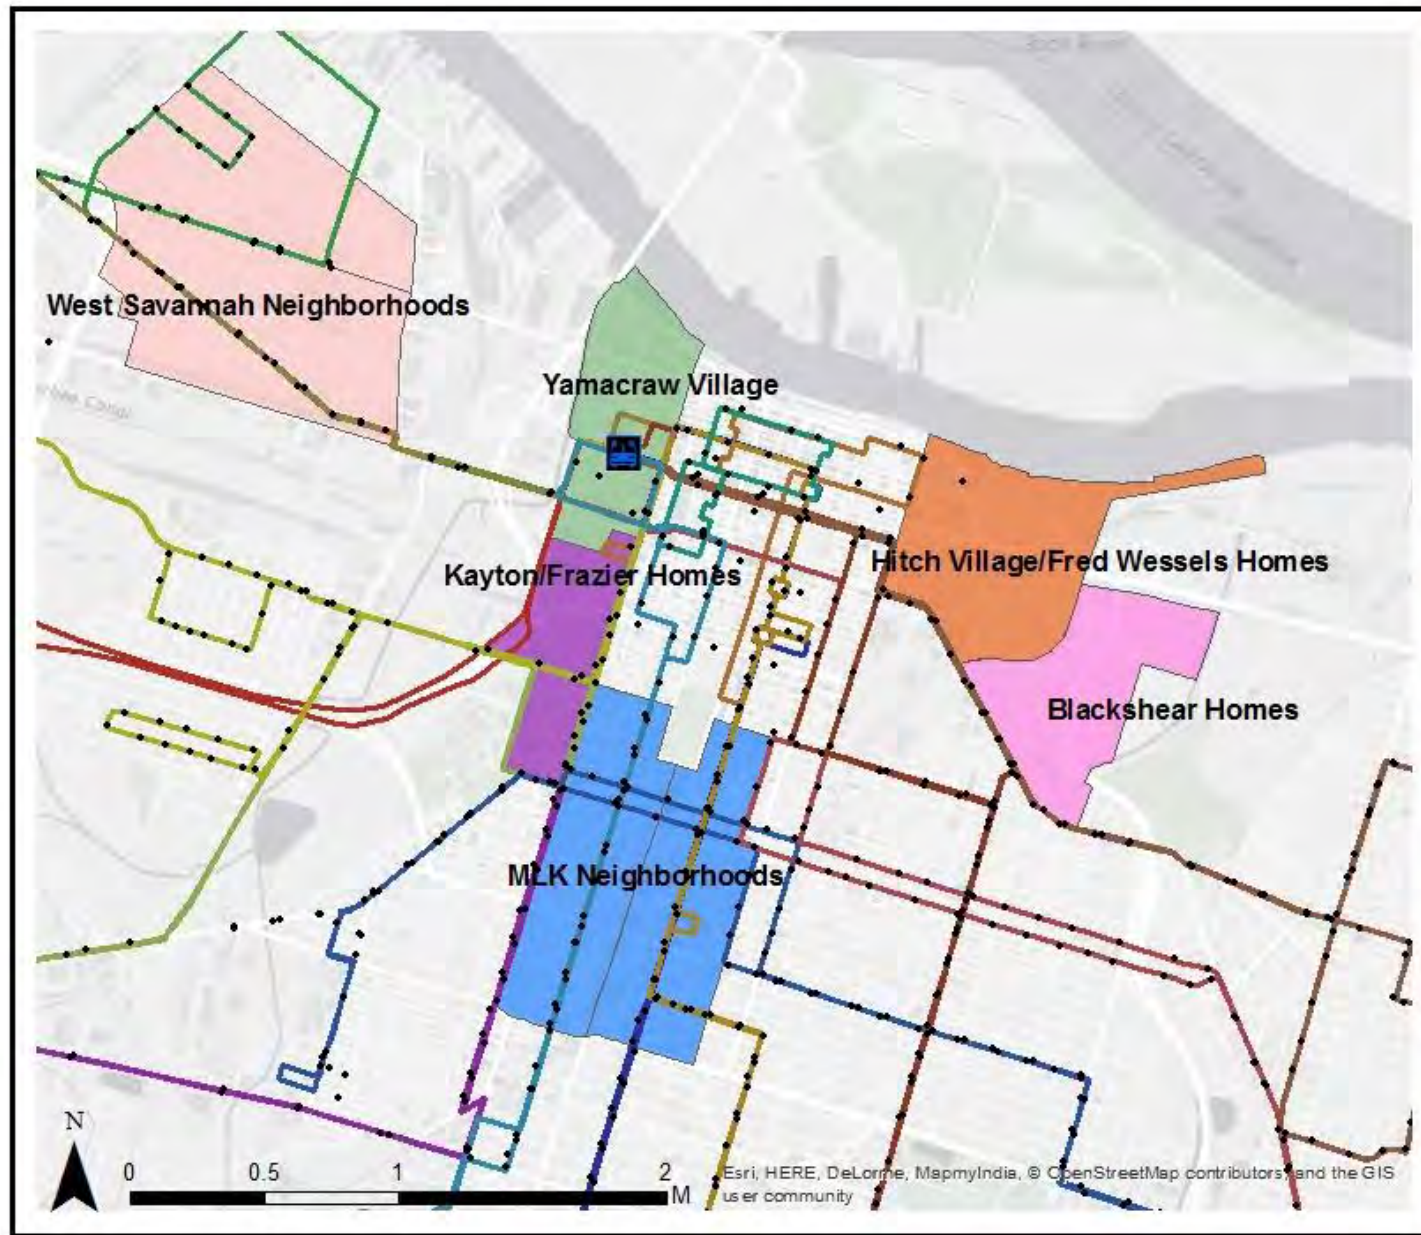 West Savannah Neighborhoods
Yamacraw Village
Kayton/Frazier Homes
Hitch Village/Fred Wessels Homes
Blackshear Homes
MLK Neighborhoods
N
0 0.5 1 2
M
Esri, HERE, DeLorme, MapmyIndia, © OpenStreetMap contributors, and the GIS
user community